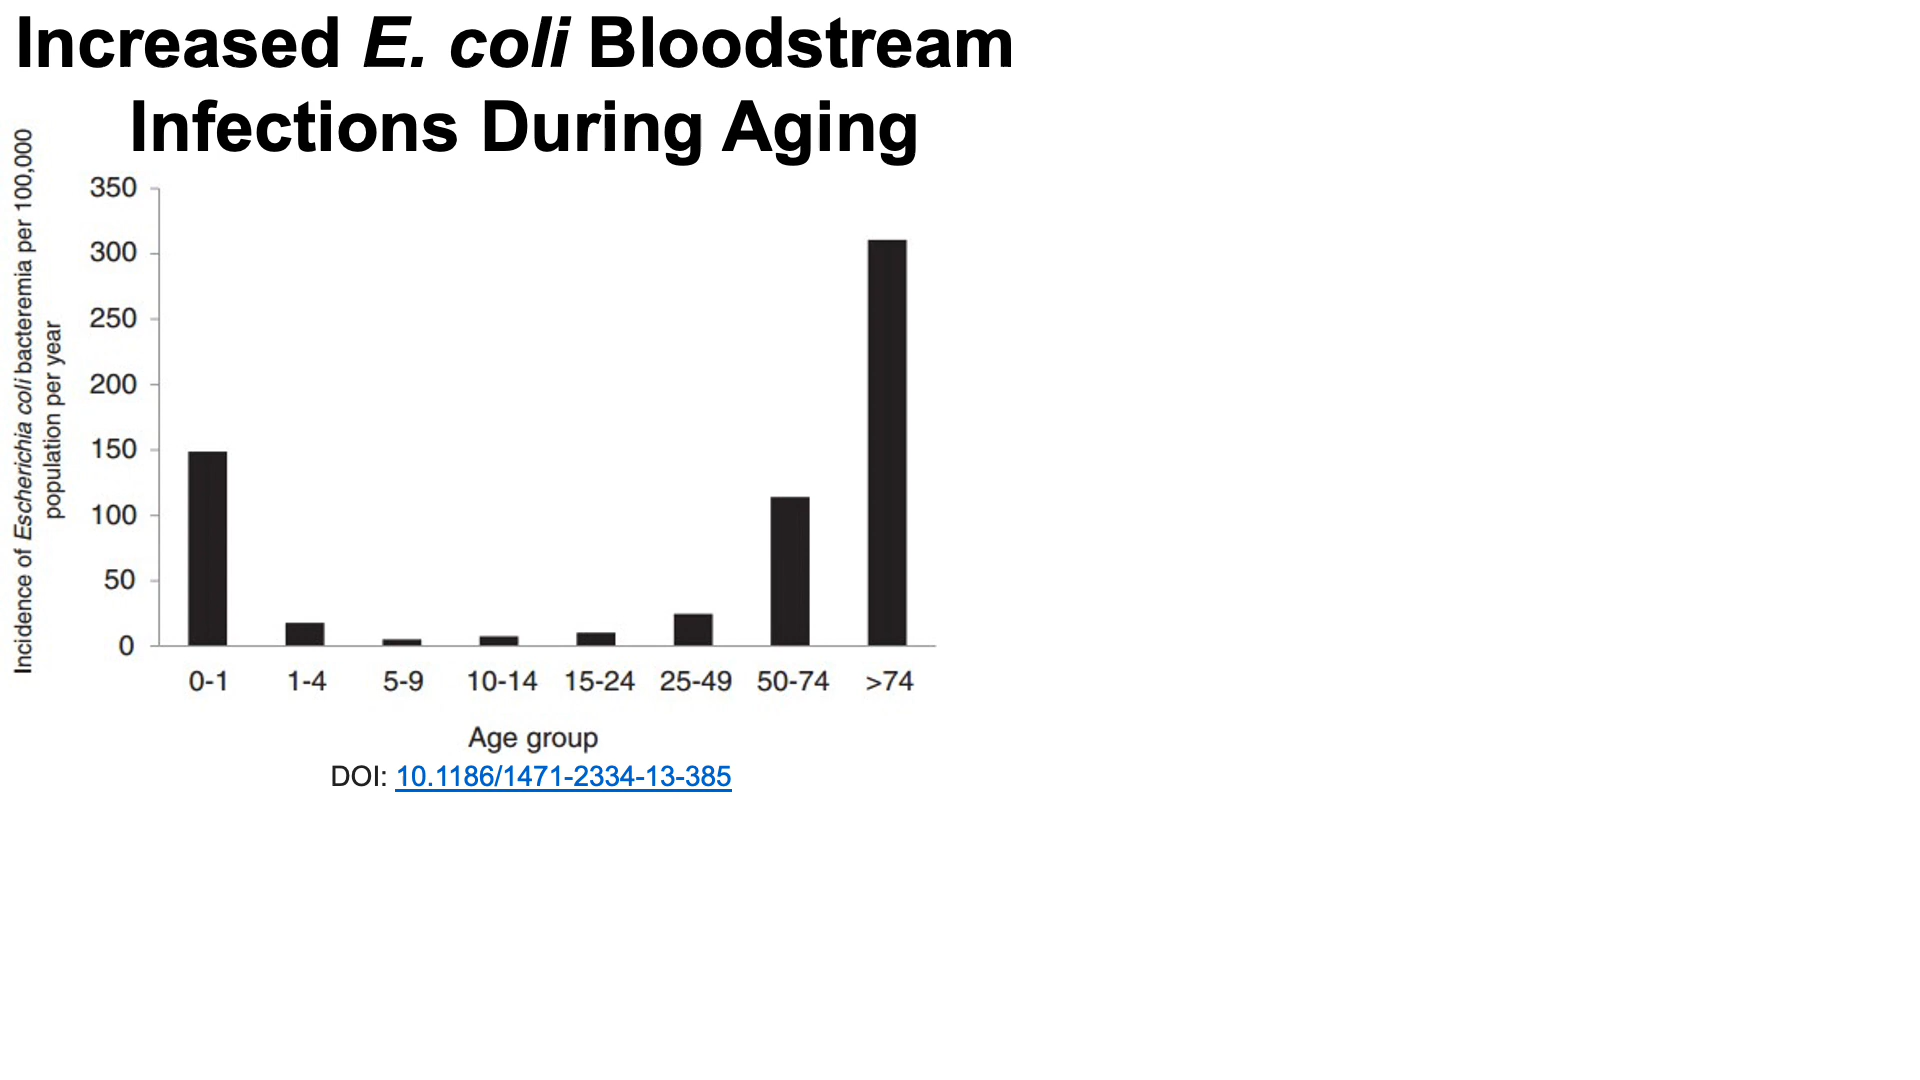 Increased E. coli Bloodstream
Infections During Aging
Incidence of Escherichia coli bacteremia per 100,000
population per year
350
300
250
200
150
100
50
0
0-1 1-4 5-9 10-14 15-24 25-49 50-74 >74
Age group
DOI: 10.1186/1471-2334-13-385